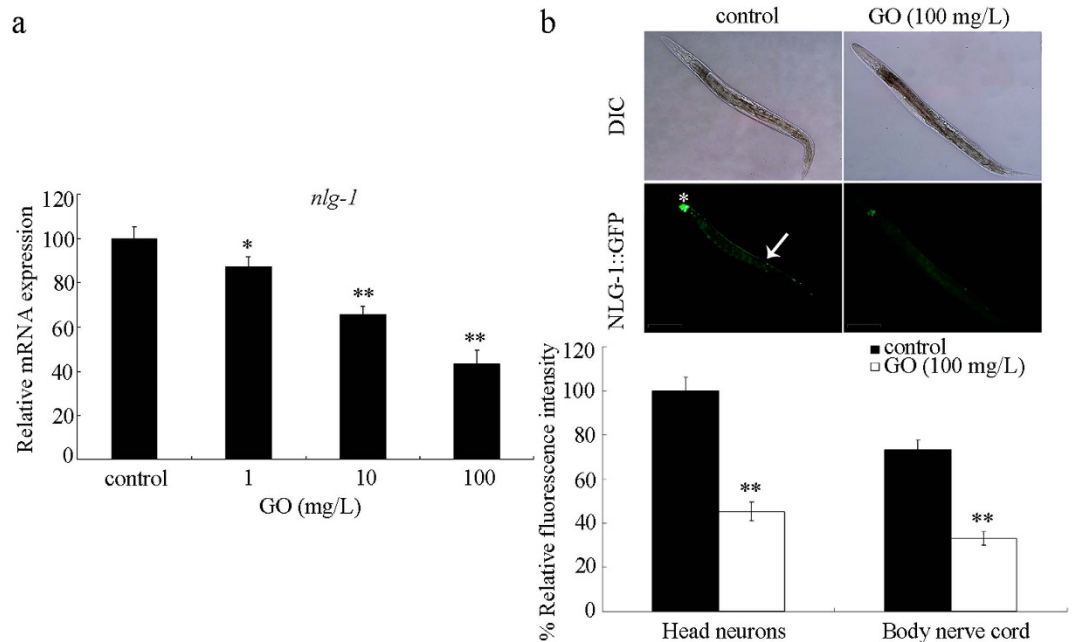 a
nlg-1
Relative mRNA expression
120
100
80
60
40
20
0
*
**
**
control
1
10
100
GO (mg/L)
b
control
GO (100 mg/L)
DIC
NLG-1::GFP
*
control
GO (100 mg/L)
% Relative fluorescence intensity
120
100
80
60
40
20
0
**
**
Head neurons
Body nerve cord